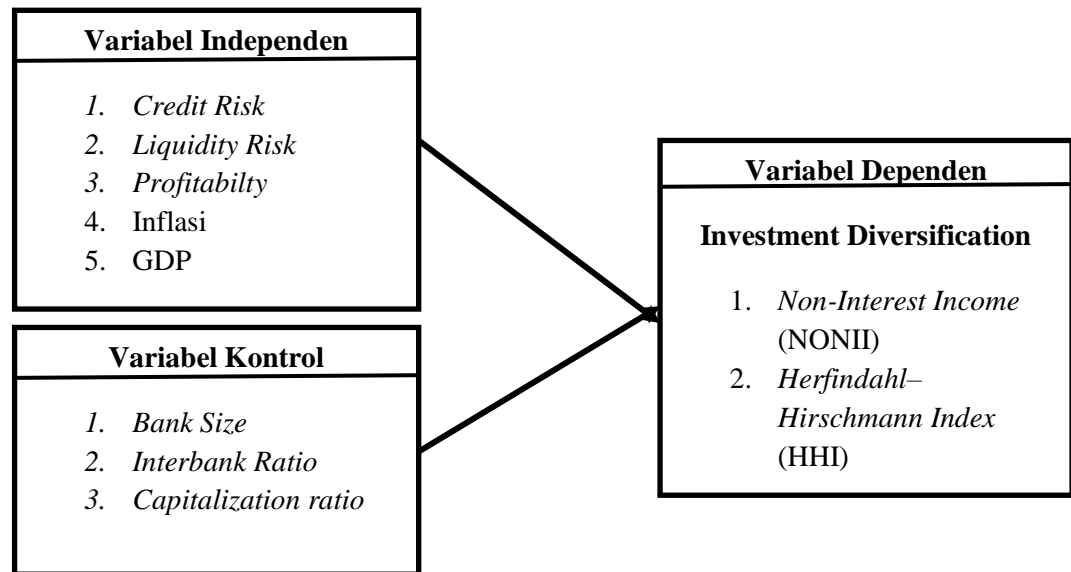 Variabel Independen
1. Credit Risk
2. Liquidity Risk
3. Profitabilty
4. Inflasi
5. GDP
Variabel Kontrol
1. Bank Size
2. Interbank Ratio
3. Capitalization ratio
Variabel Dependen
Investment Diversification
1. Non-Interest Income
(NONII)
2. Herfindahl–
Hirschmann Index
(HHI)